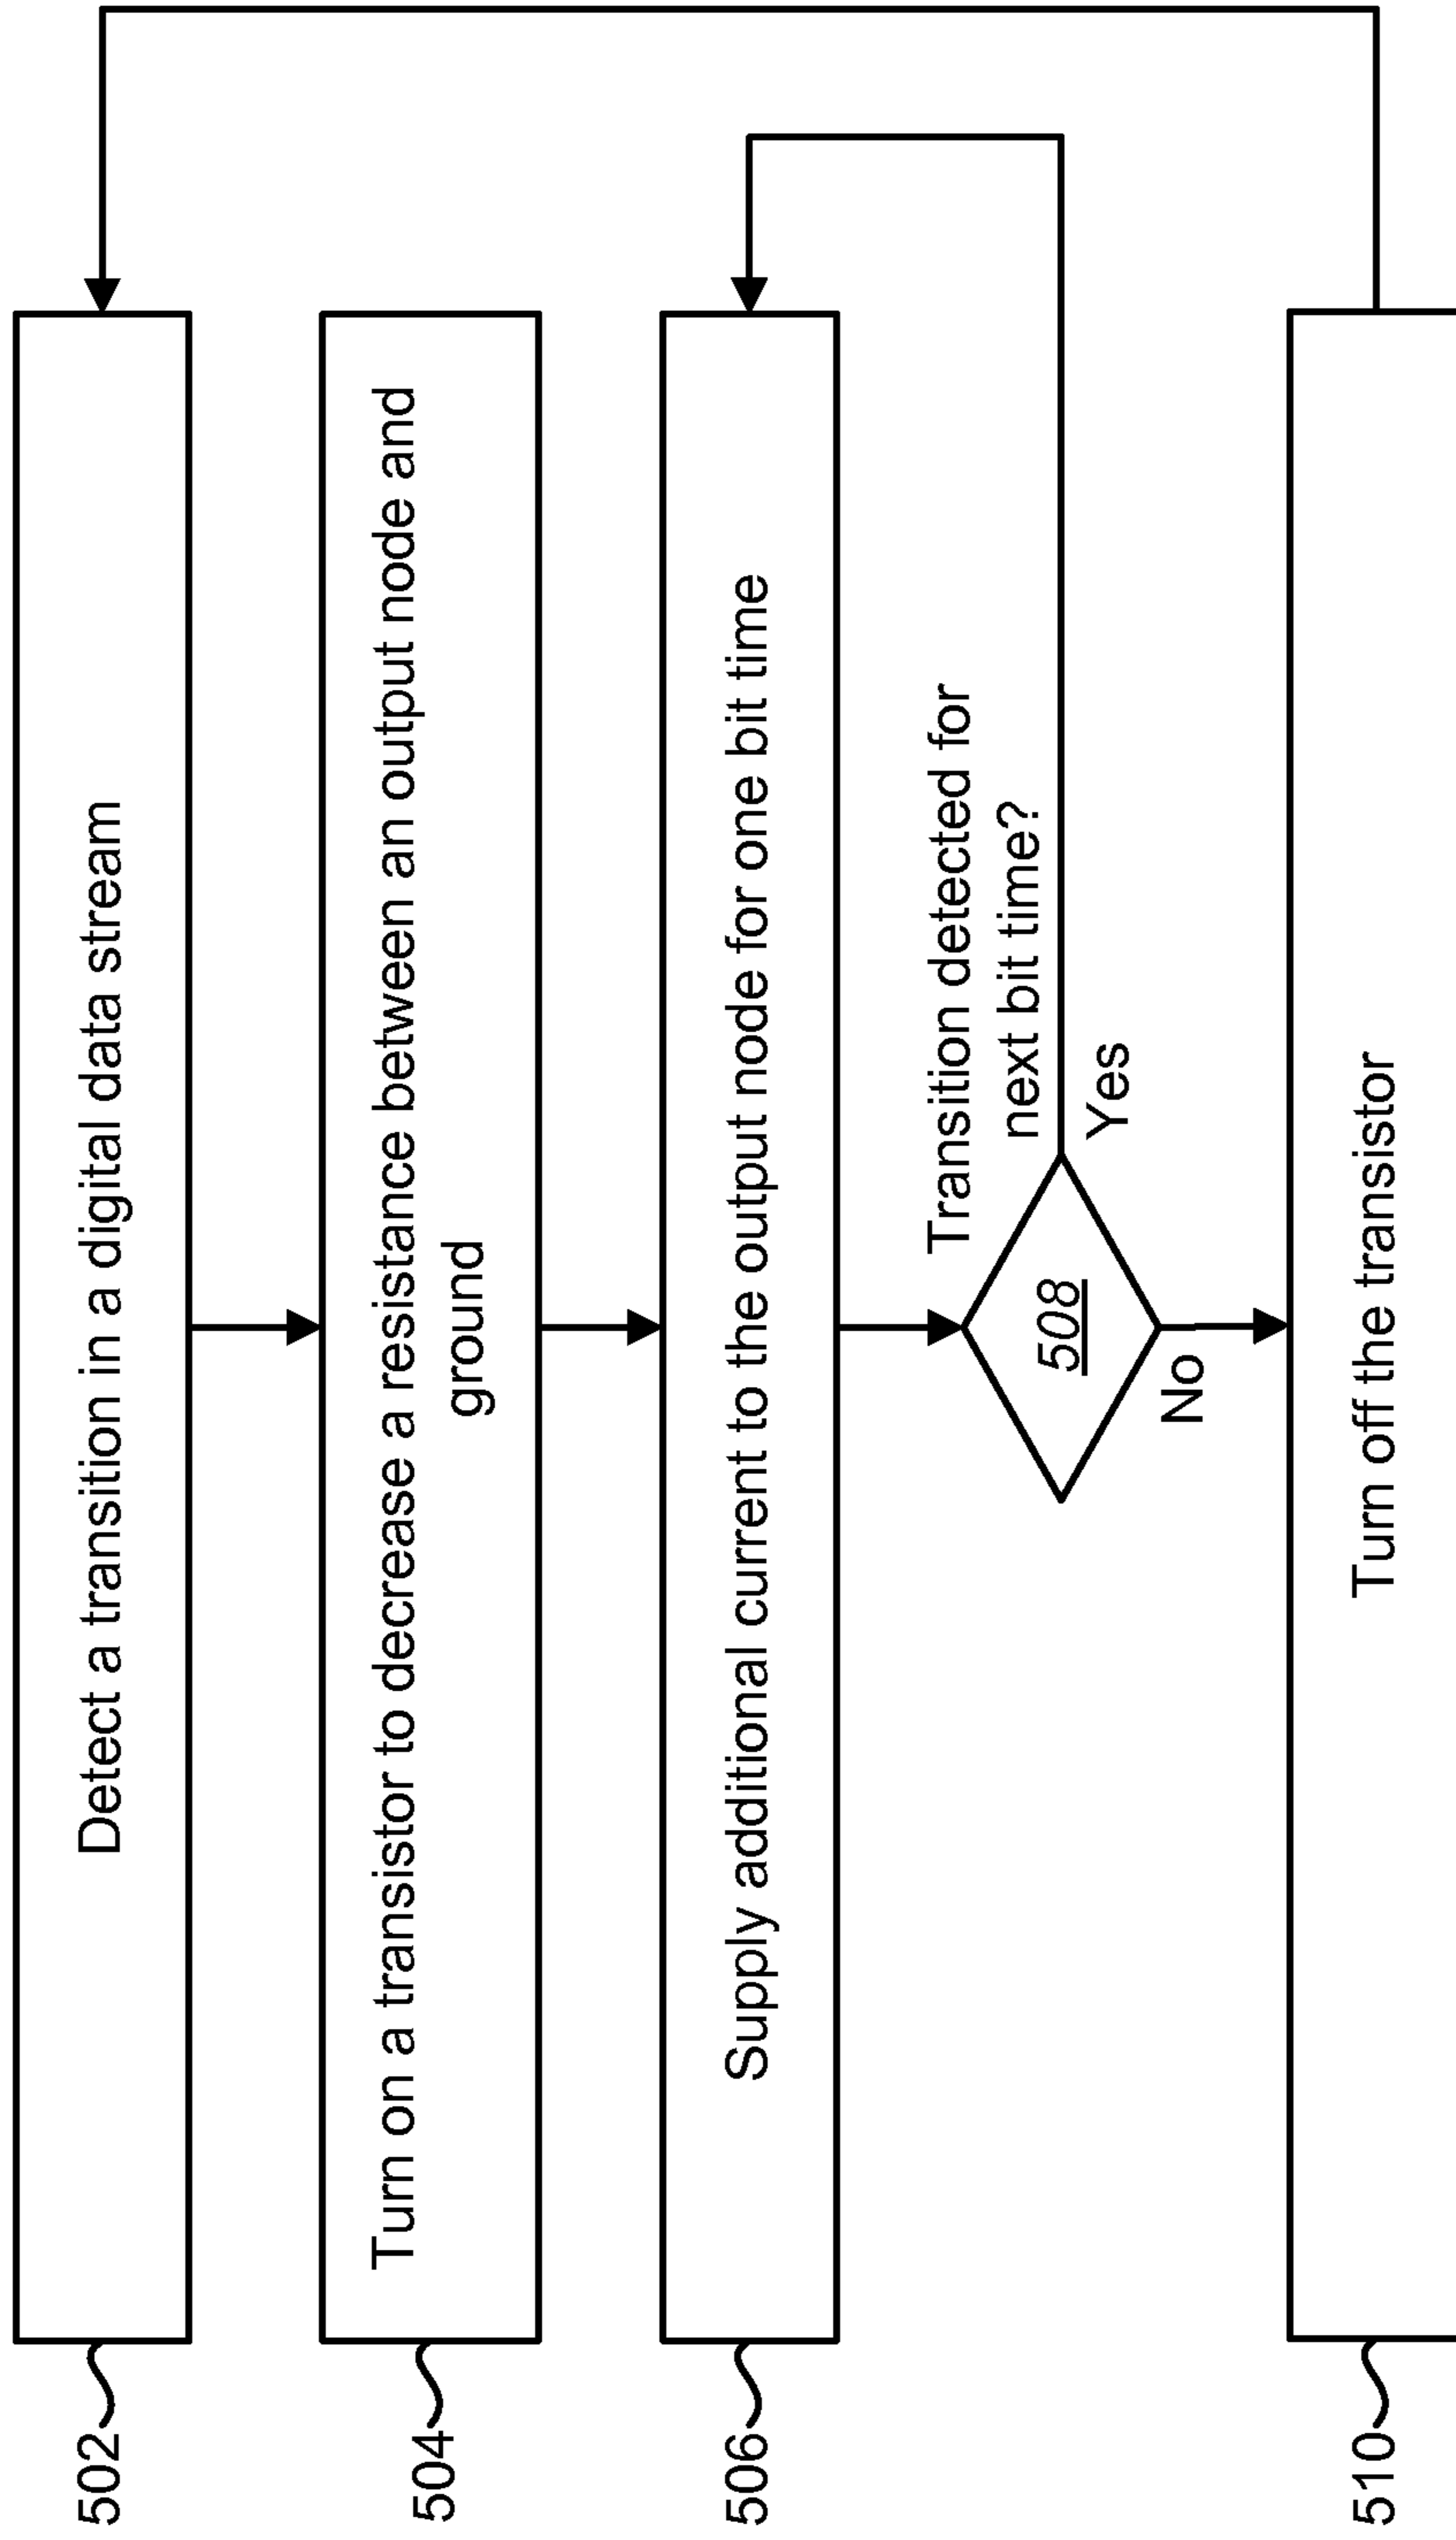 502
Detect a transition in a digital data stream
504
Turn on a transistor to decrease a resistance between an output node and
ground
506
Supply additional current to the output node for one bit time
Transition detected for
next bit time?
508
Yes
No
510
Turn off the transistor